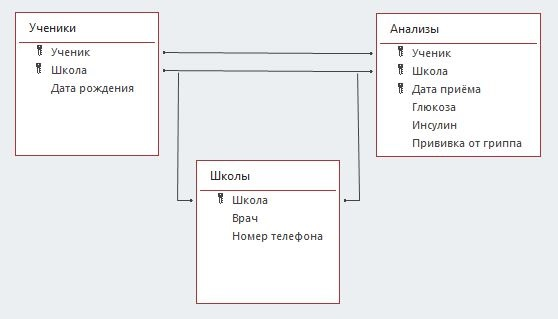 Ученики
Ученик
Школа
Дата рождения
Анализы
Ученик
Школа
Дата приёма
Глюкоза
Инсулин
Прививка от гриппа
Школы
Школа
Врач
Номер телефона